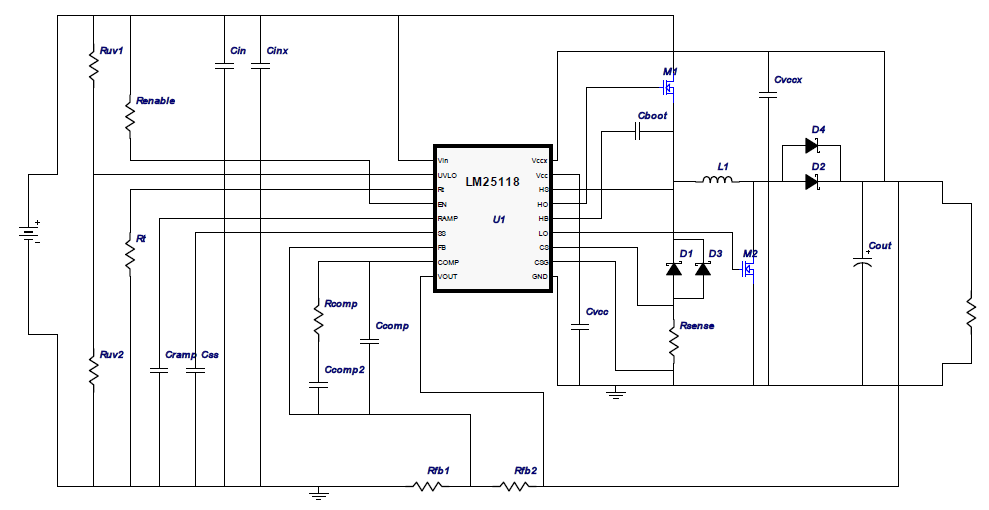 Ruv1
Cin
Cinx
M1
Cvccx
Renable
Cboot
D4
Vin
Vccx
LM25118
L1
D2
UVLO
Vcc
Rt
HS
EN
HO
RAMP
U1
HB
SS
LO
Rt
FB
CS
D1
D3
M2
Cout
COMP
CSG
VOUT
GND
+
-
+
Rcomp
Ccomp
Cvcc
Rsense
Ruv2
Cramp
Css
Ccomp2
Rfb1
Rfb2